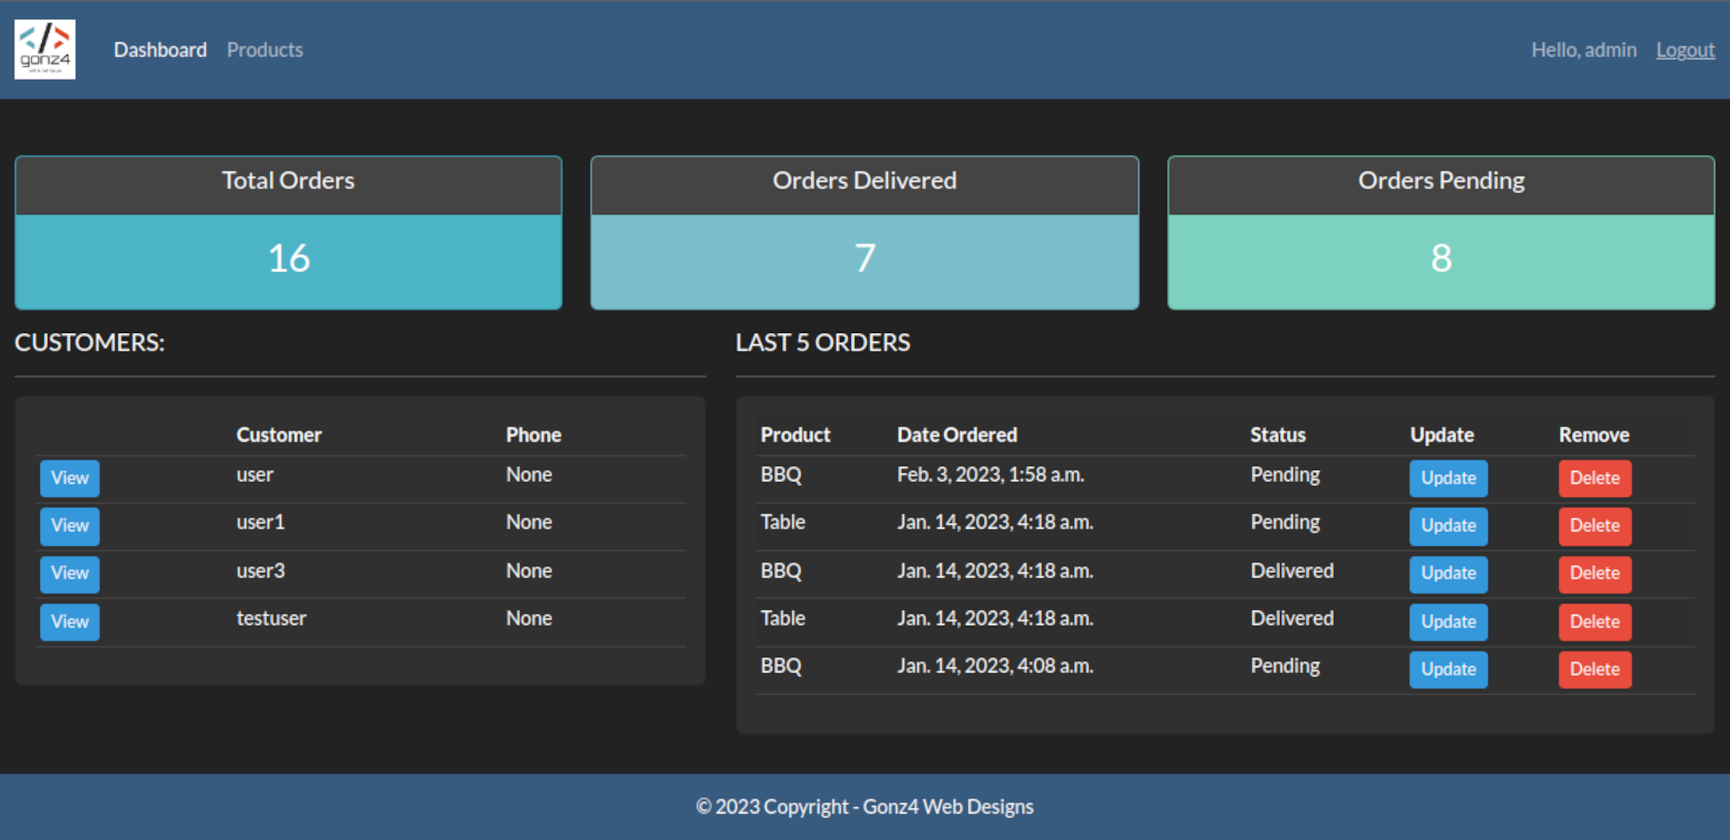 </>
gonz4
Dashboard Products
Hello, admin Logout
Total Orders
16
Orders Delivered
7
Orders Pending
8
CUSTOMERS:
Customer Phone
View user None
View user1 None
View user3 None
View testuser None
LAST 5 ORDERS
Product Date Ordered Status Update Remove
BBQ Feb. 3, 2023, 1:58 a.m. Pending Update Delete
Table Jan. 14, 2023, 4:18 a.m. Pending Update Delete
BBQ Jan. 14, 2023, 4:18 a.m. Delivered Update Delete
Table Jan. 14, 2023, 4:18 a.m. Delivered Update Delete
BBQ Jan. 14, 2023, 4:08 a.m. Pending Update Delete
© 2023 Copyright - Gonz4 Web Designs